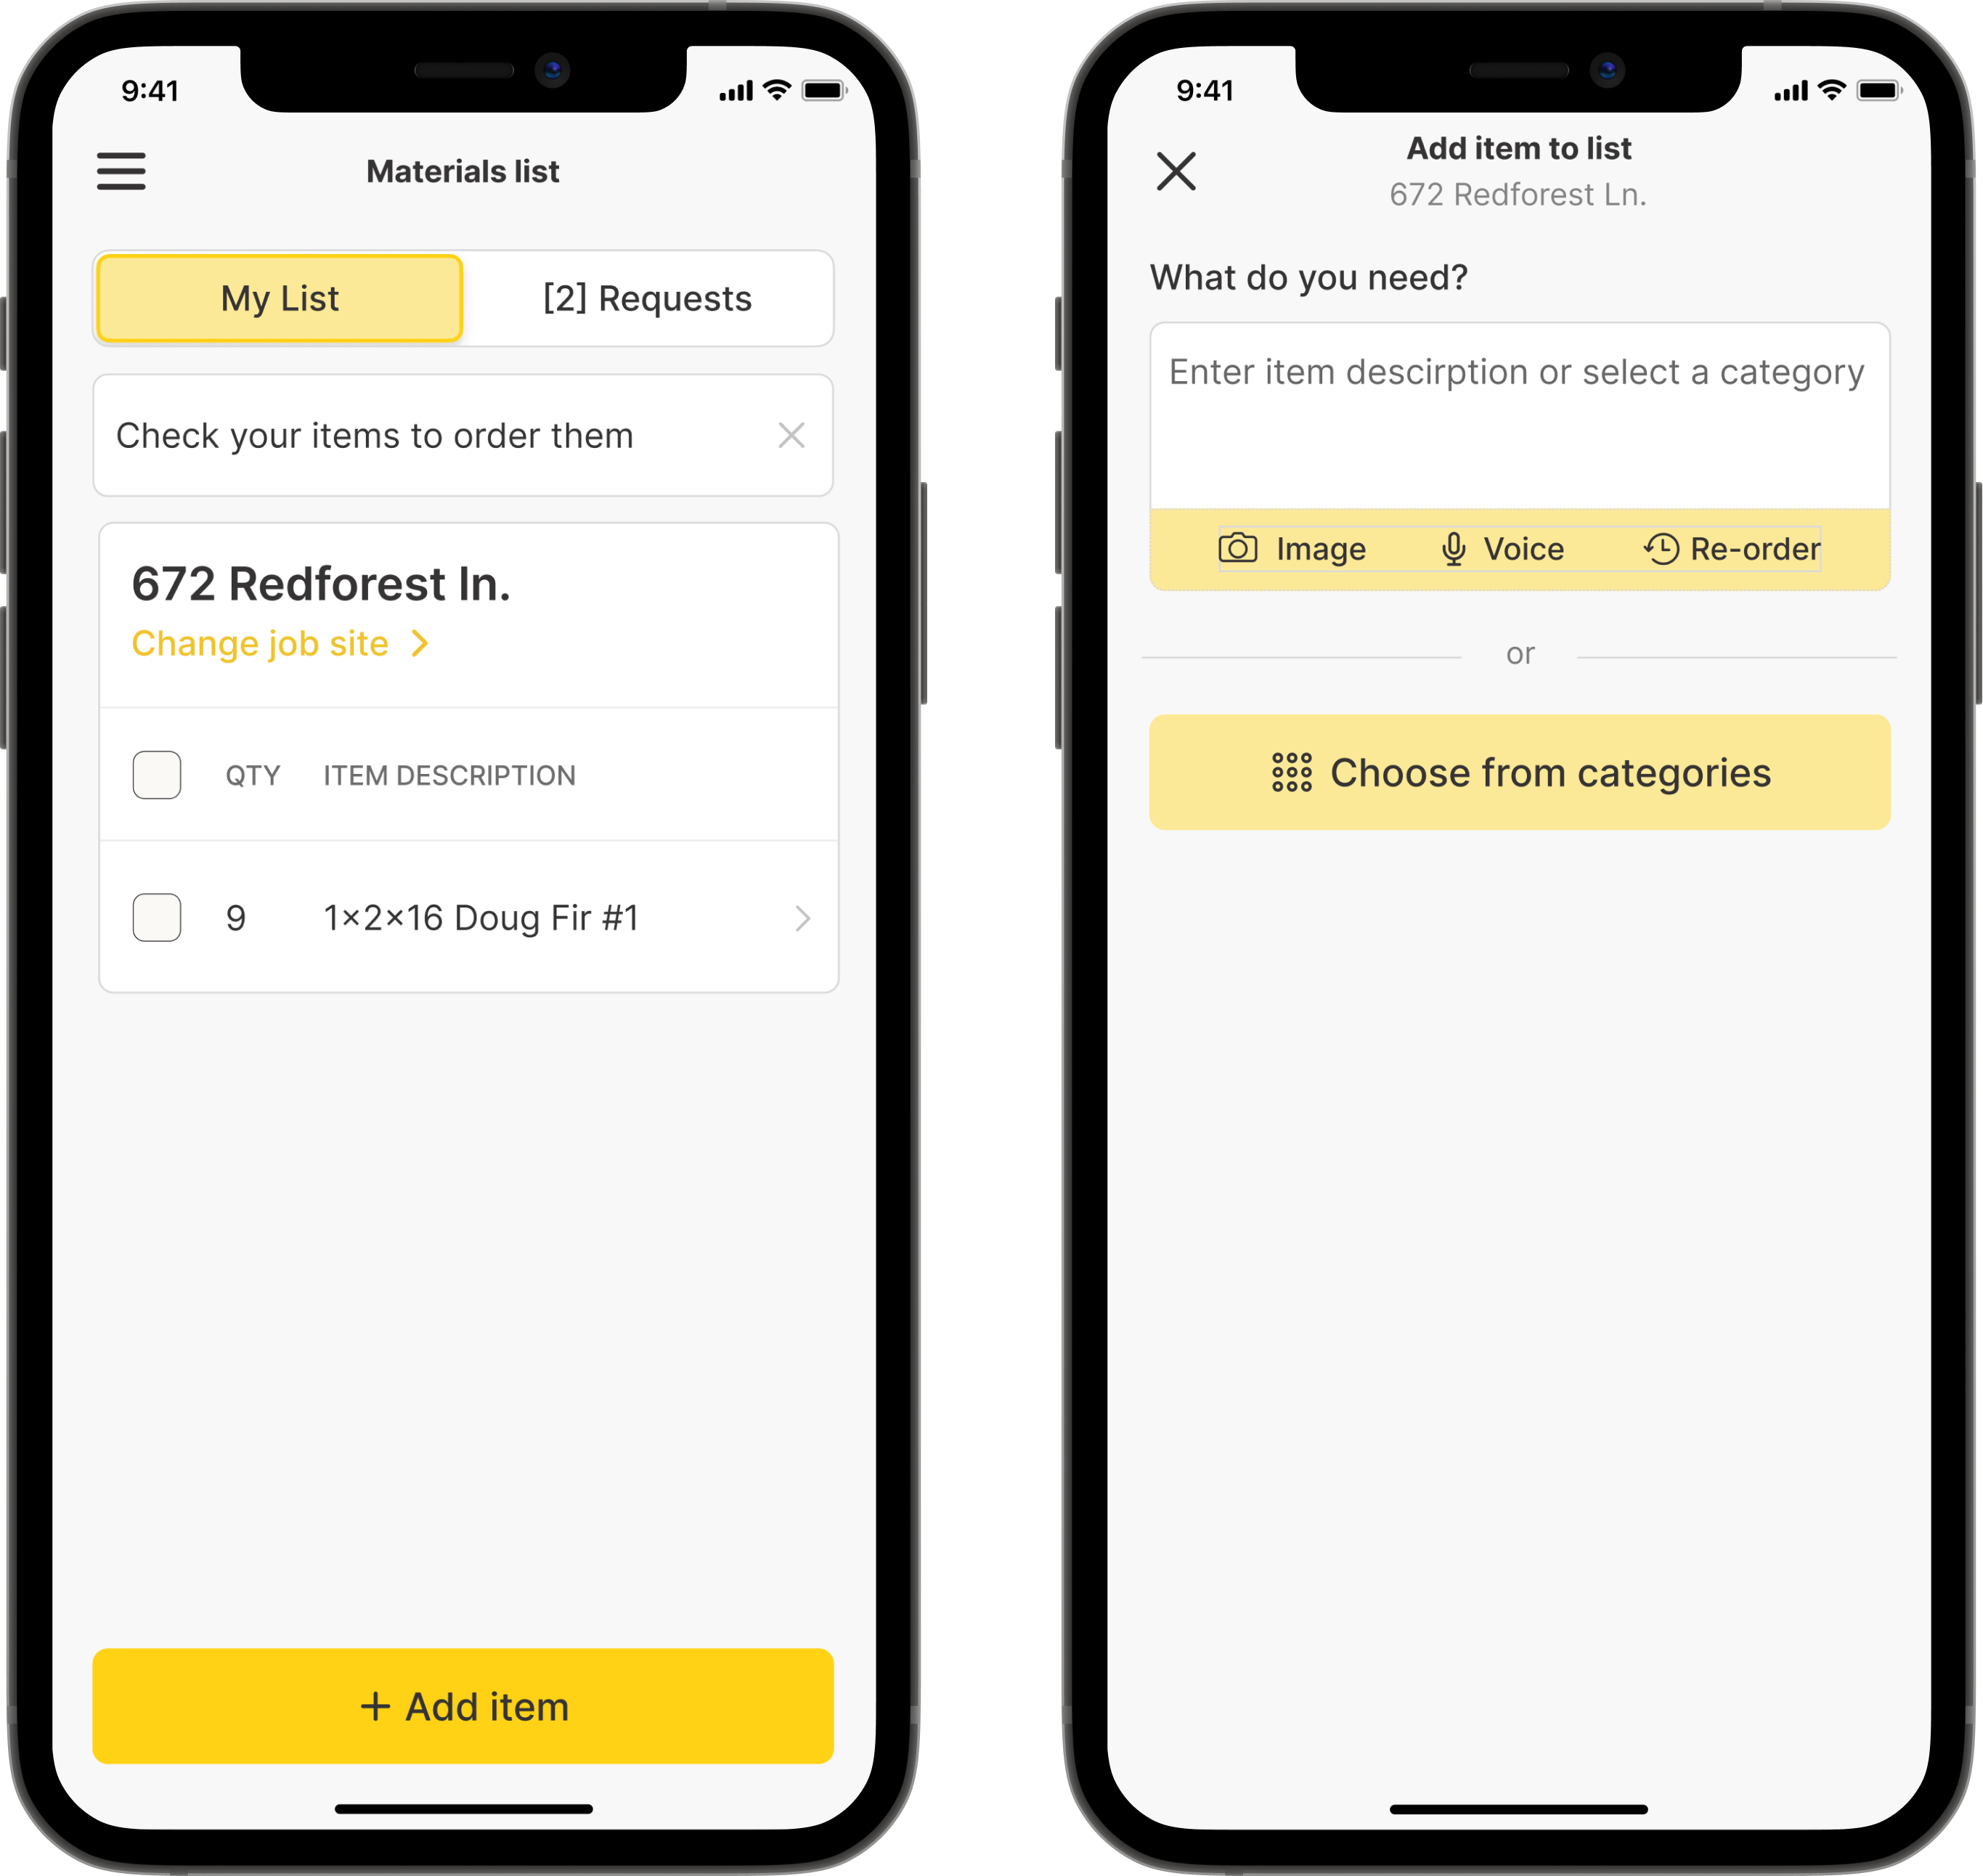 9:41
Materials list
My List
[2] Requests
Check your items to order them
672 Redforest ln.
Change job site
QTY ITEM DESCRIPTION
9 1×2×16 Doug Fir #1
Add item
9:41
Add item to list
672 Redforest Ln.
What do you need?
Enter item descirption or select a category
Image Voice Re-order
or
Choose from categories